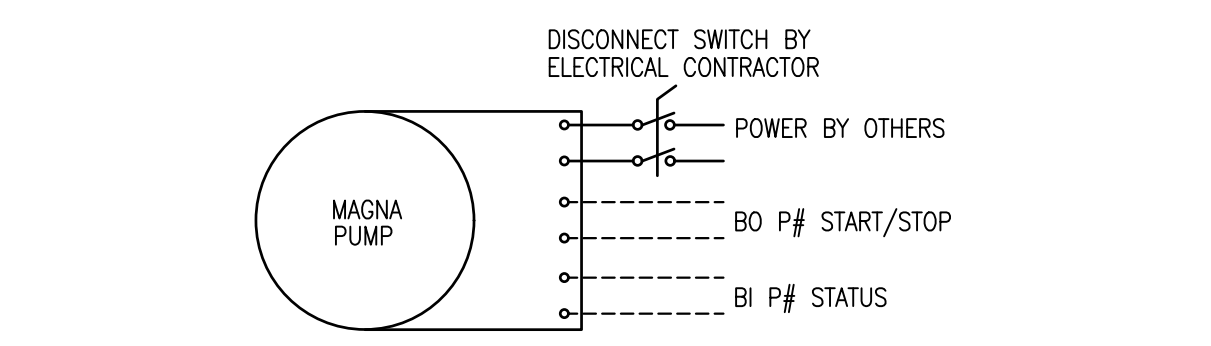 DISCONNECT SWITCH BY
ELECTRICAL CONTRACTOR
POWER BY OTHERS
MAGNA
PUMP
BO P# START/STOP
BI P# STATUS